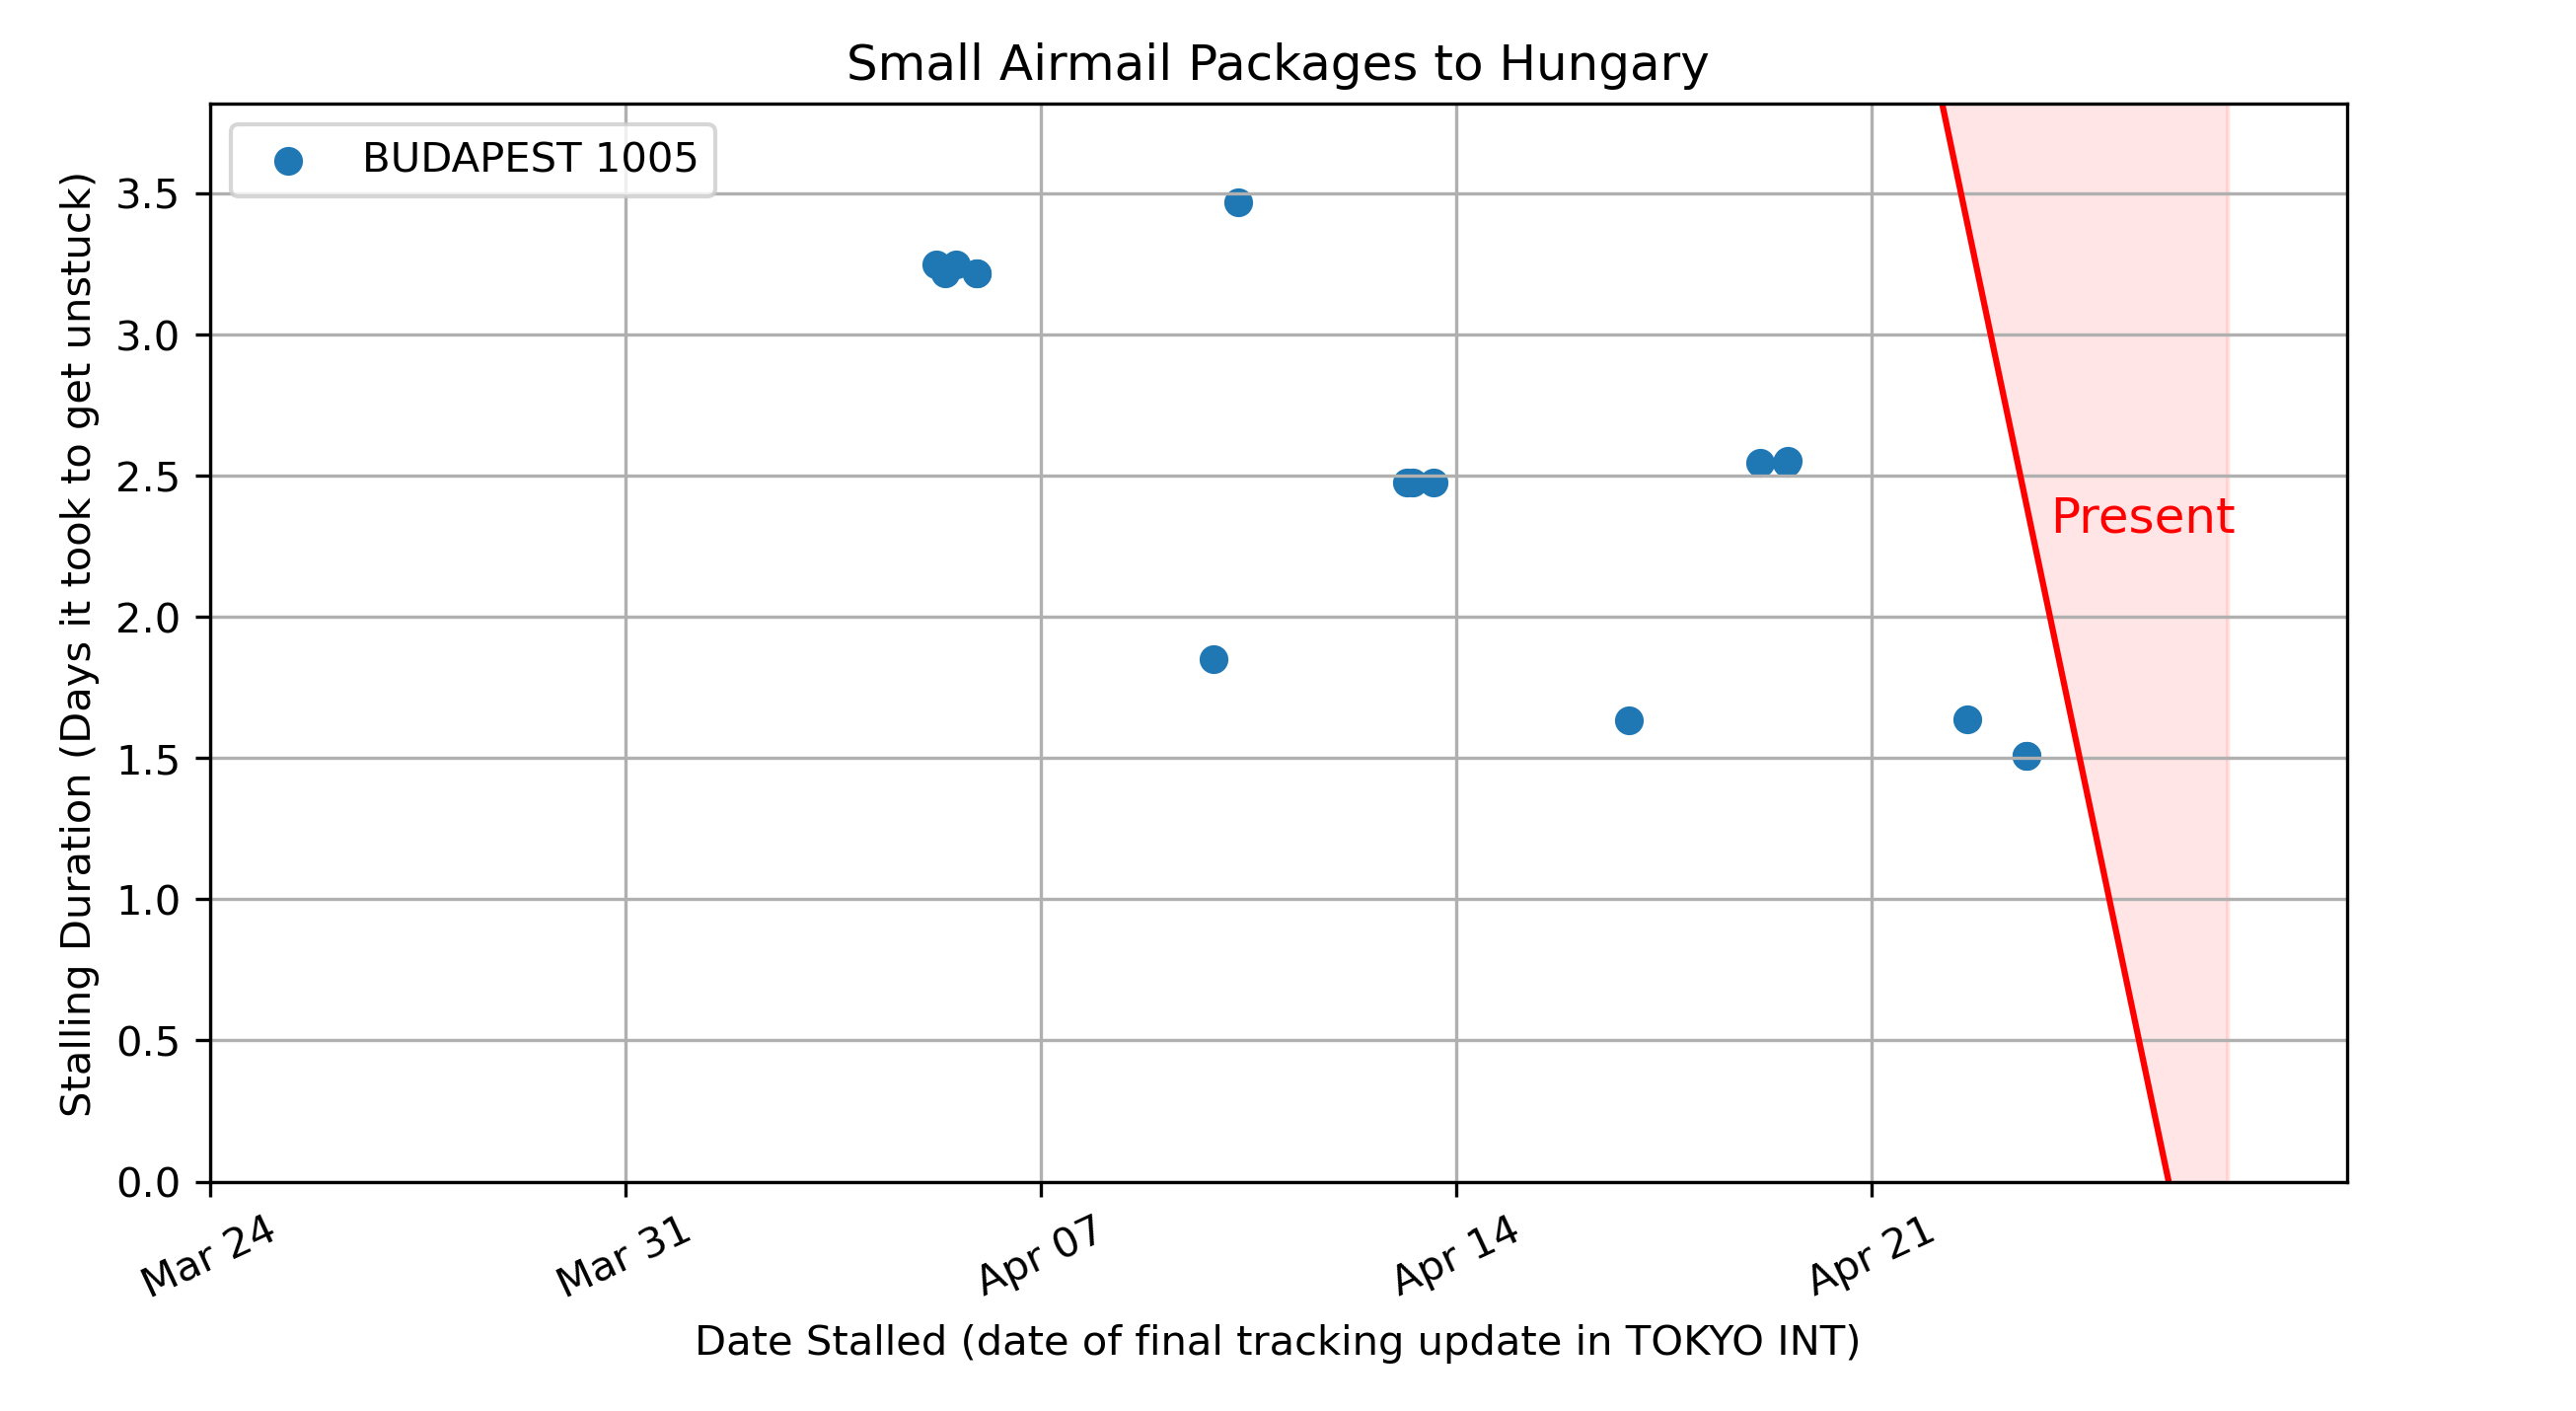 Small Airmail Packages to Hungary
BUDAPEST 1005
Stalling Duration (Days it took to get unstuck)
3.5
3.0
2.5
2.0
1.5
1.0
0.5
0.0
Present
Mar 24
Mar 31
Apr 07
Apr 14
Apr 21
Date Stalled (date of final tracking update in TOKYO INT)